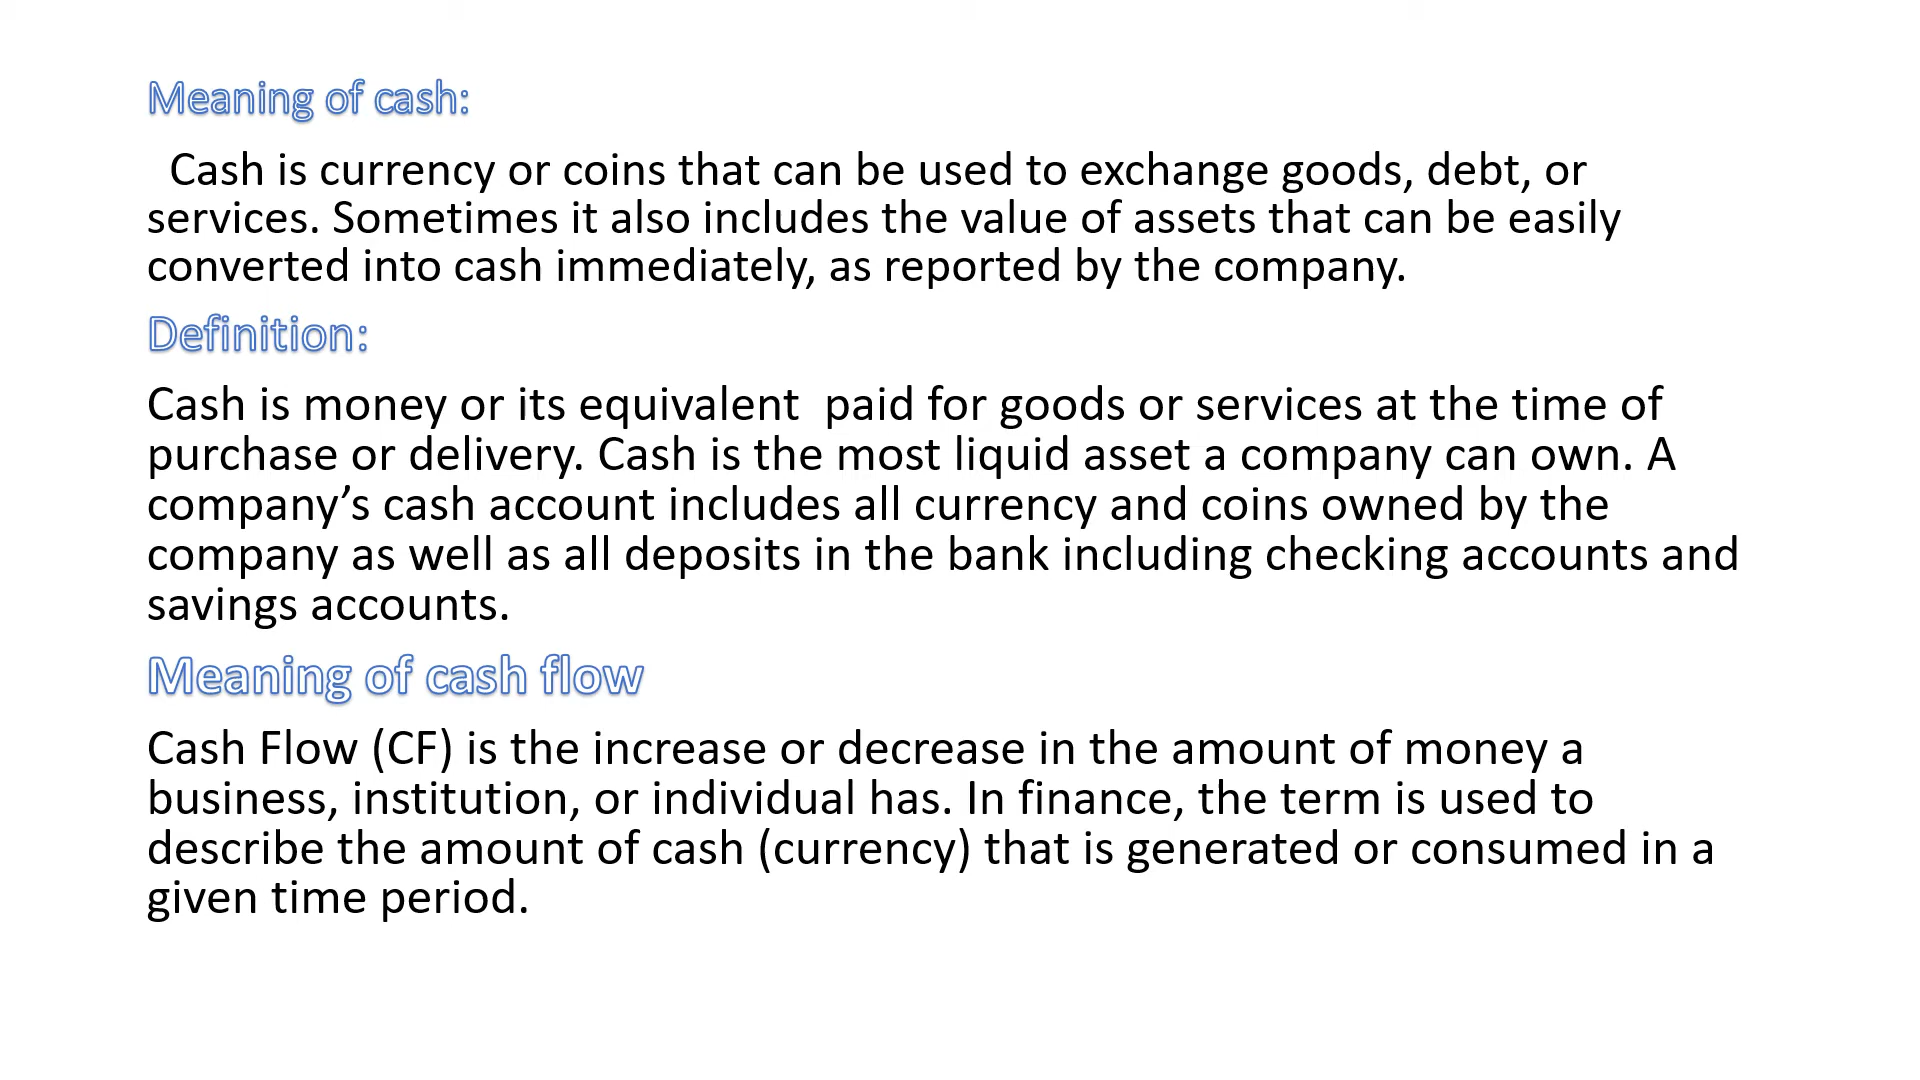 Meaning of cash:
Cash is currency or coins that can be used to exchange goods, debt, or
services. Sometimes it also includes the value of assets that can be easily
converted into cash immediately, as reported by the company.
Definition:
Cash is money or its equivalent  paid for goods or services at the time of
purchase or delivery. Cash is the most liquid asset a company can own. A
company’s cash account includes all currency and coins owned by the
company as well as all deposits in the bank including checking accounts and
savings accounts.
Meaning of cash flow
Cash Flow (CF) is the increase or decrease in the amount of money a
business, institution, or individual has. In finance, the term is used to
describe the amount of cash (currency) that is generated or consumed in a
given time period.